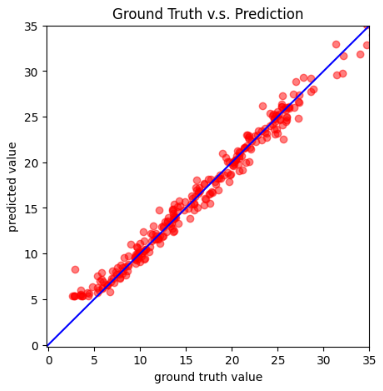 Ground Truth v.s. Prediction
35
30
25
20
15
10
5
0
predicted value
0 5 10 15 20 25 30 35
ground truth value